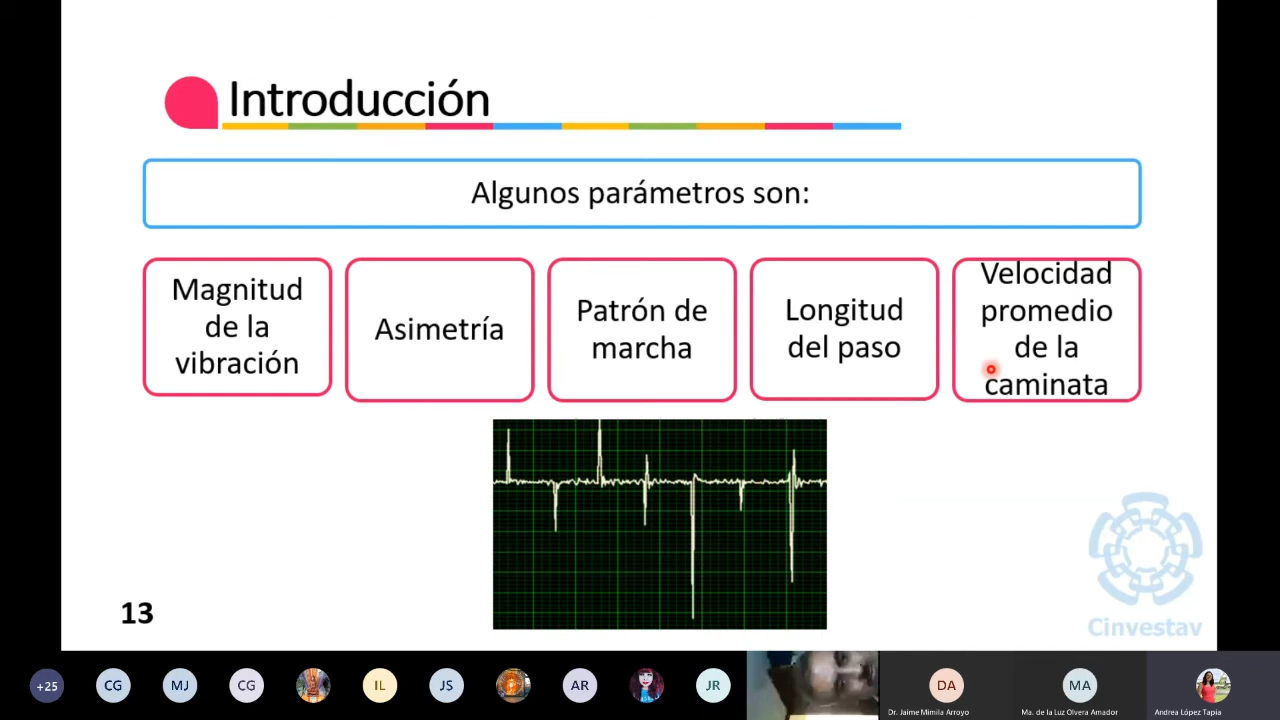 Introducción
Algunos parámetros son:
Magnitud
de la
vibración
Asimetría
Patrón de
marcha
Longitud
del paso
Velocidad
promedio
de la
caminata
13
Cinvestav
+25
CG
MJ
CG
IL
JS
AR
JR
DA
Dr. Jaime Mimila Arroyo
MA
Ma. de la Luz Olvera Amador
Andrea López Tapia